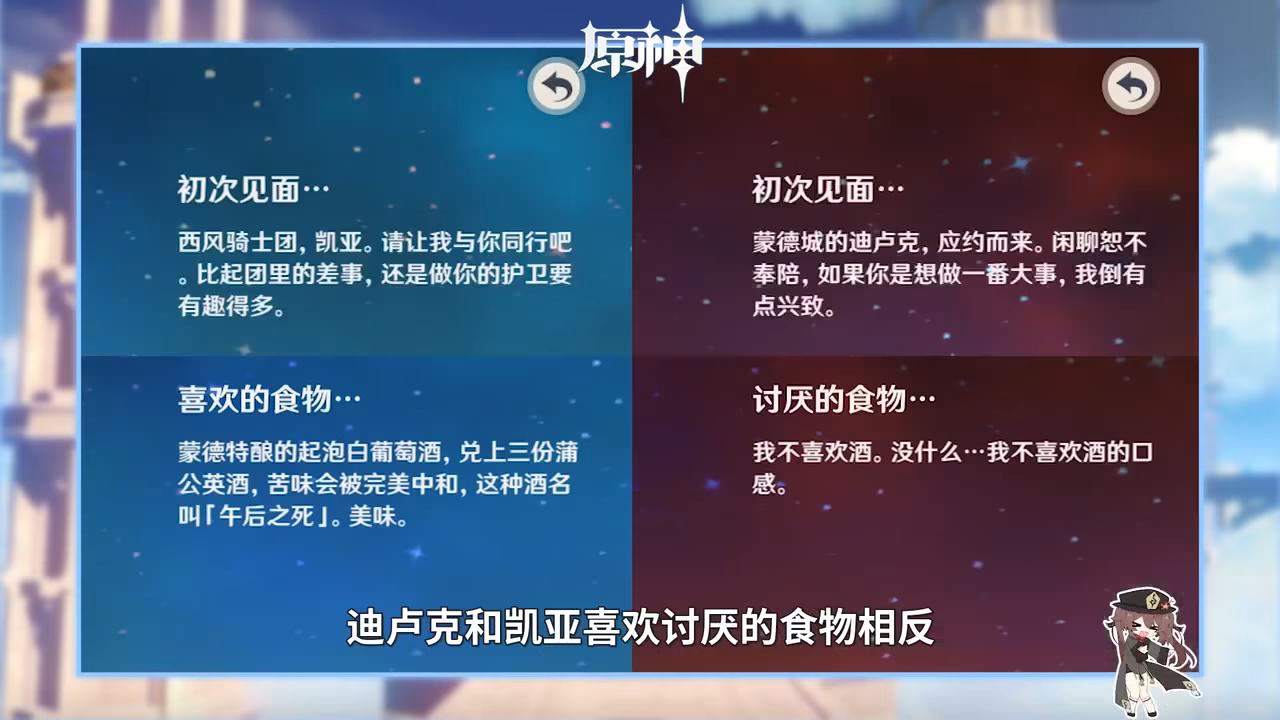 原神
初次见面…
西风骑士团，凯亚。请让我与你同行吧
。比起团里的差事，还是做你的护卫要
有趣得多。
初次见面…
蒙德城的迪卢克，应约而来。闲聊恕不
奉陪，如果你是想做一番大事，我倒有
点兴致。
喜欢的食物…
蒙德特酿的起泡白葡萄酒，兑上三份蒲
公英酒，苦味会被完美中和，这种酒名
叫「午后之死」。美味。
讨厌的食物…
我不喜欢酒。没什么…我不喜欢酒的口
感。
迪卢克和凯亚喜欢讨厌的食物相反